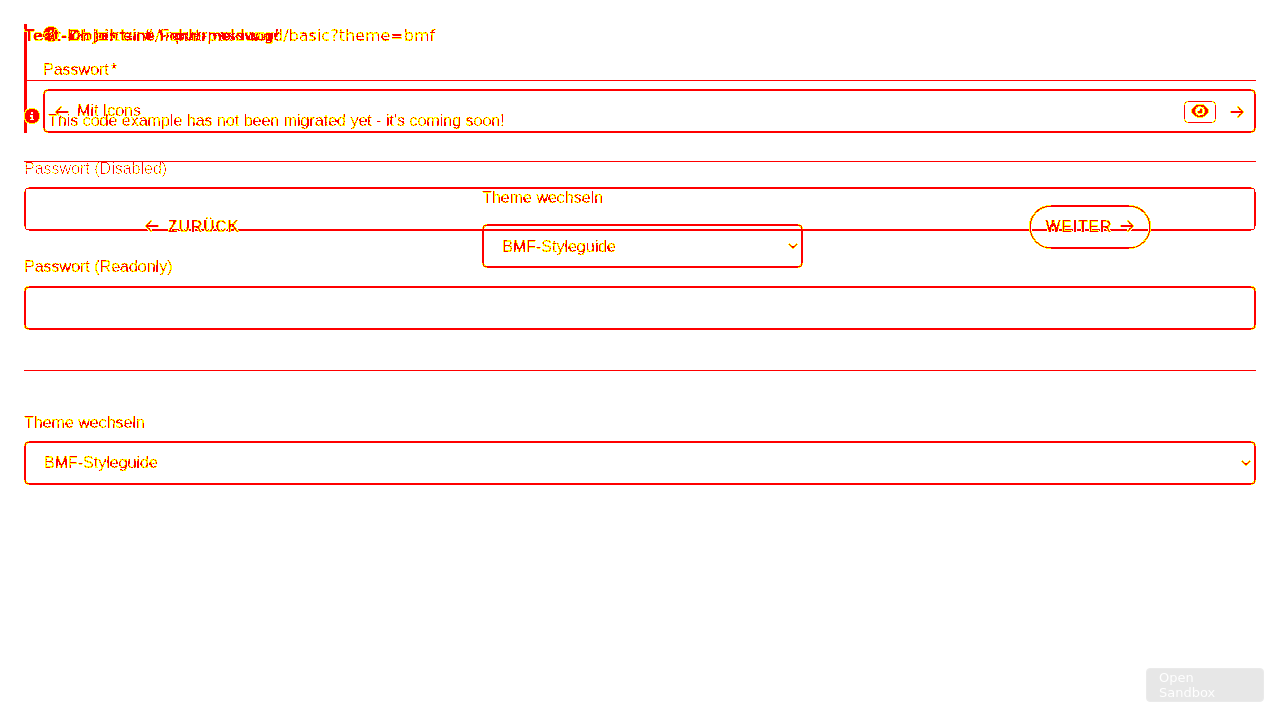 /basic?theme=bmf
Passwort*
← Mit Icons
This code example has not been migrated yet - it's coming soon!
Passwort (Disabled)
Theme wechseln
← ZURÜCK
WEITER →
BMF-Styleguide
Passwort (Readonly)
Theme wechseln
BMF-Styleguide
Open
Sandbox